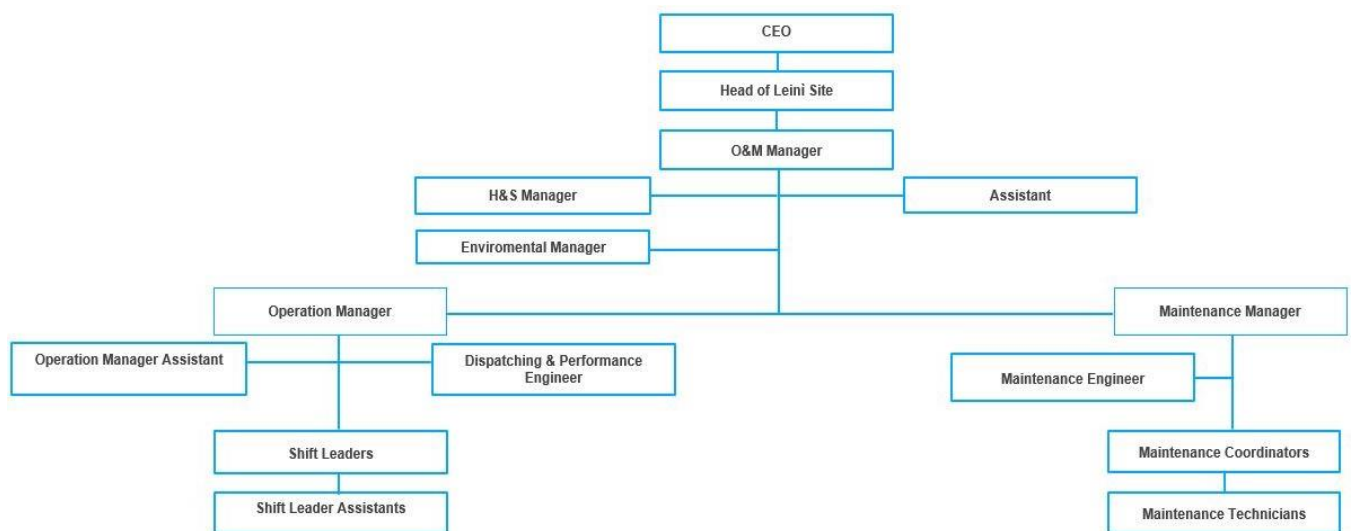 CEO
Head of Leinì Site
O&M Manager
H&S Manager
Assistant
Enviromental Manager
Operation Manager
Maintenance Manager
Operation Manager Assistant
Dispatching & Performance
Engineer
Maintenance Engineer
Shift Leaders
Maintenance Coordinators
Shift Leader Assistants
Maintenance Technicians